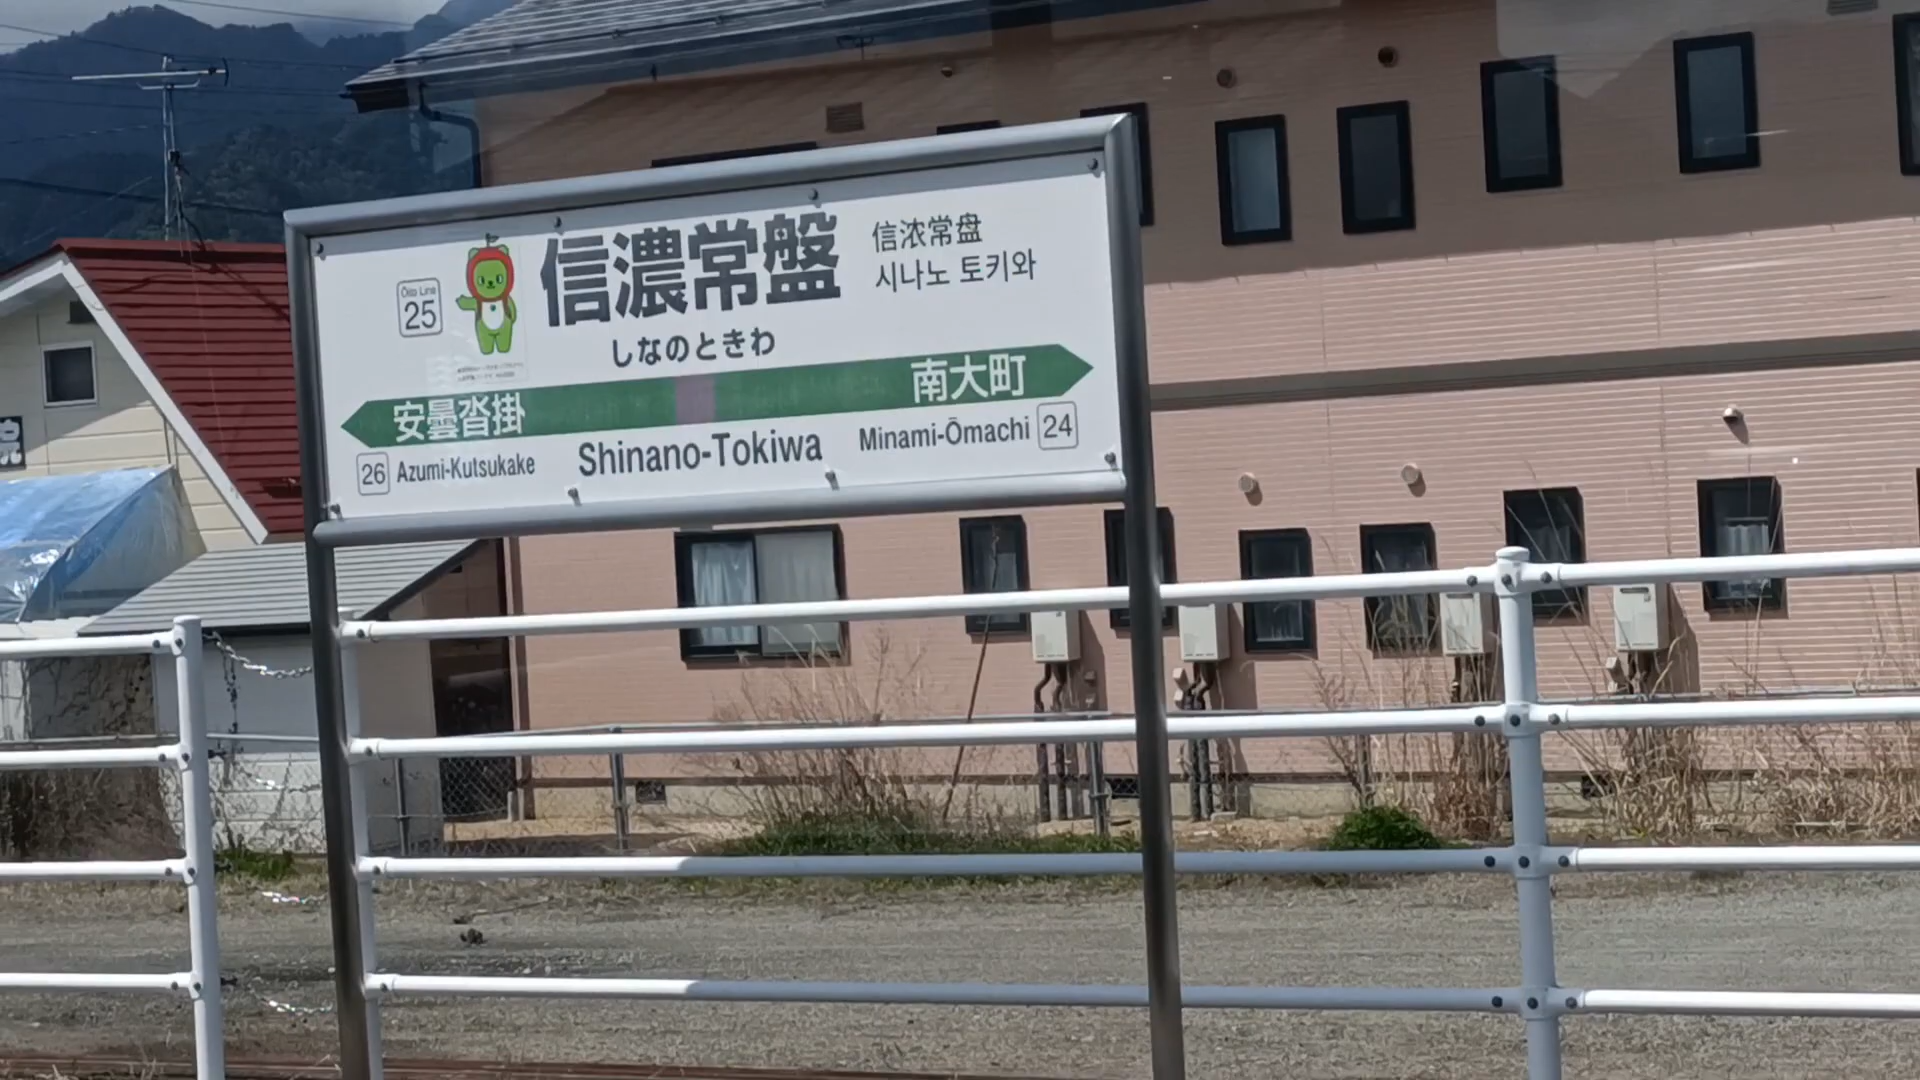 Ōito Line
25
信濃常盤
しなのときわ
信浓常盘
시나노 토키와
安曇沓掛
南大町
26 Azumi-Kutsukake
Shinano-Tokiwa
Minami-Ōmachi 24
院